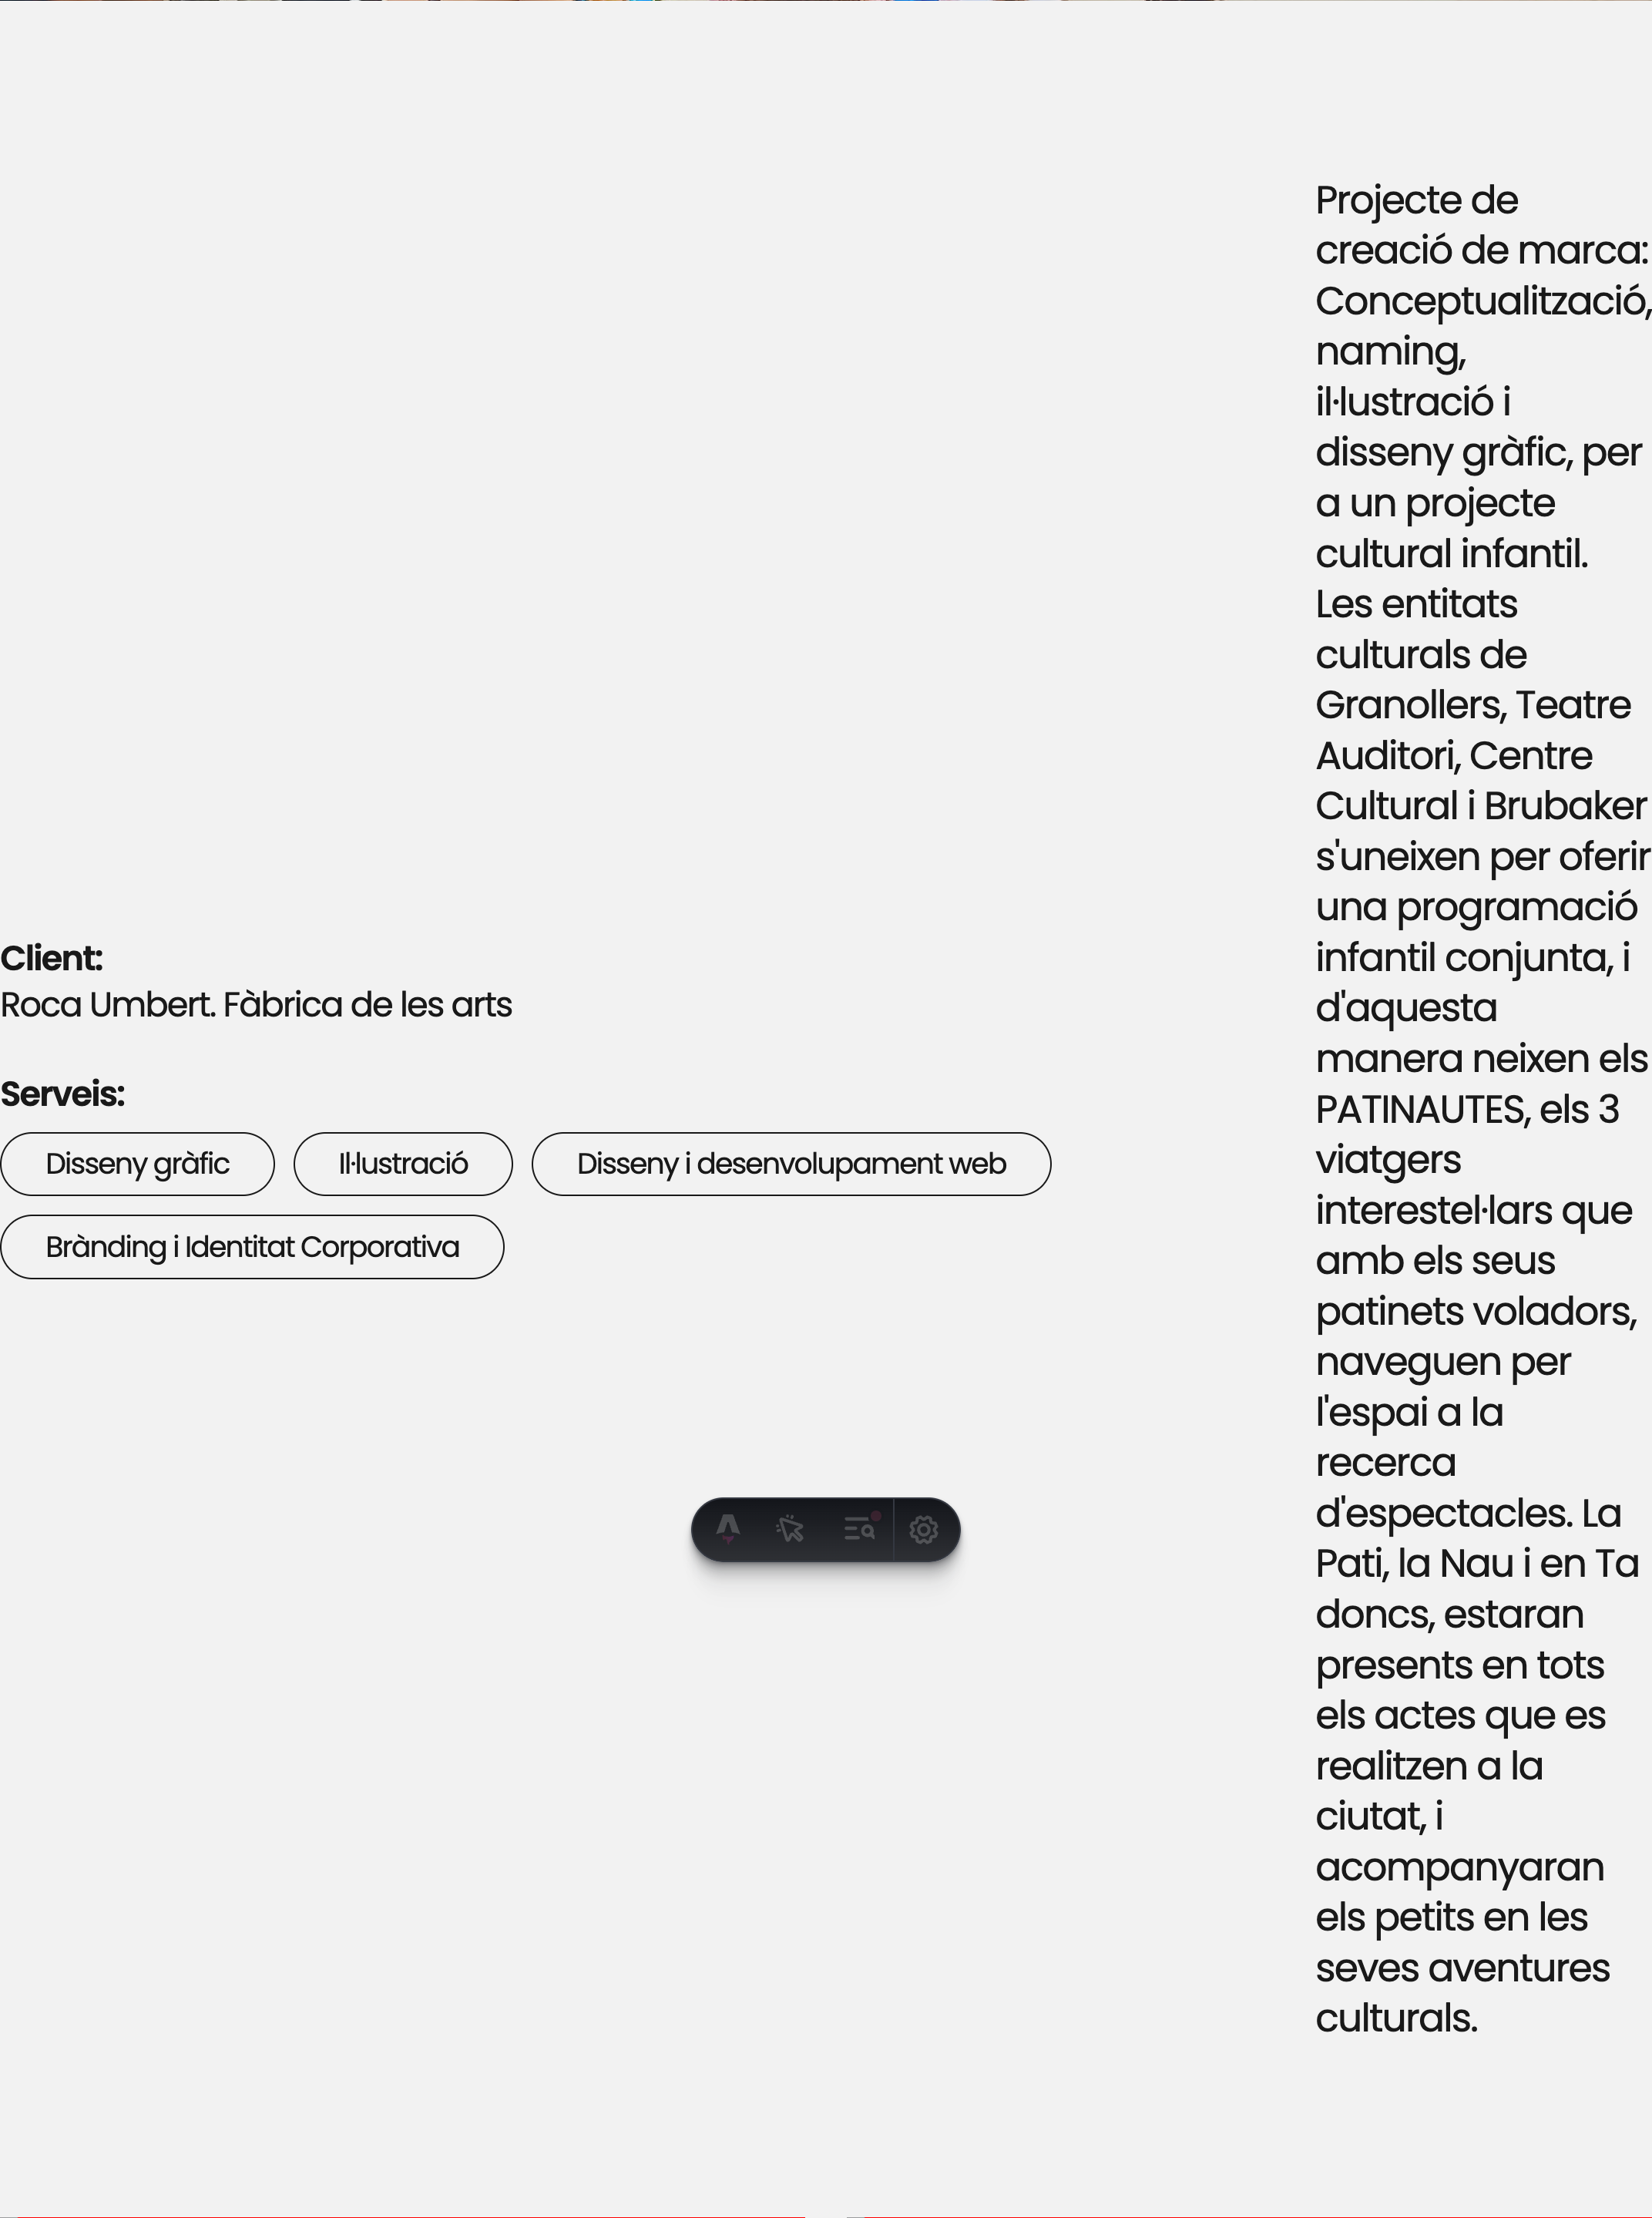 Client:
Roca Umbert. Fàbrica de les arts
Serveis:
Disseny gràfic
Il·lustració
Disseny i desenvolupament web
Brànding i Identitat Corporativa
Projecte de
creació de marca:
Conceptualització,
naming,
il·lustració i
disseny gràfic, per
a un projecte
cultural infantil.
Les entitats
culturals de
Granollers, Teatre
Auditori, Centre
Cultural i Brubaker
s'uneixen per oferir
una programació
infantil conjunta, i
d'aquesta
manera neixen els
PATINAUTES, els 3
viatgers
interestel·lars que
amb els seus
patinets voladors,
naveguen per
l'espai a la
recerca
d'espectacles. La
Pati, la Nau i en Ta
doncs, estaran
presents en tots
els actes que es
realitzen a la
ciutat, i
acompanyaran
els petits en les
seves aventures
culturals.